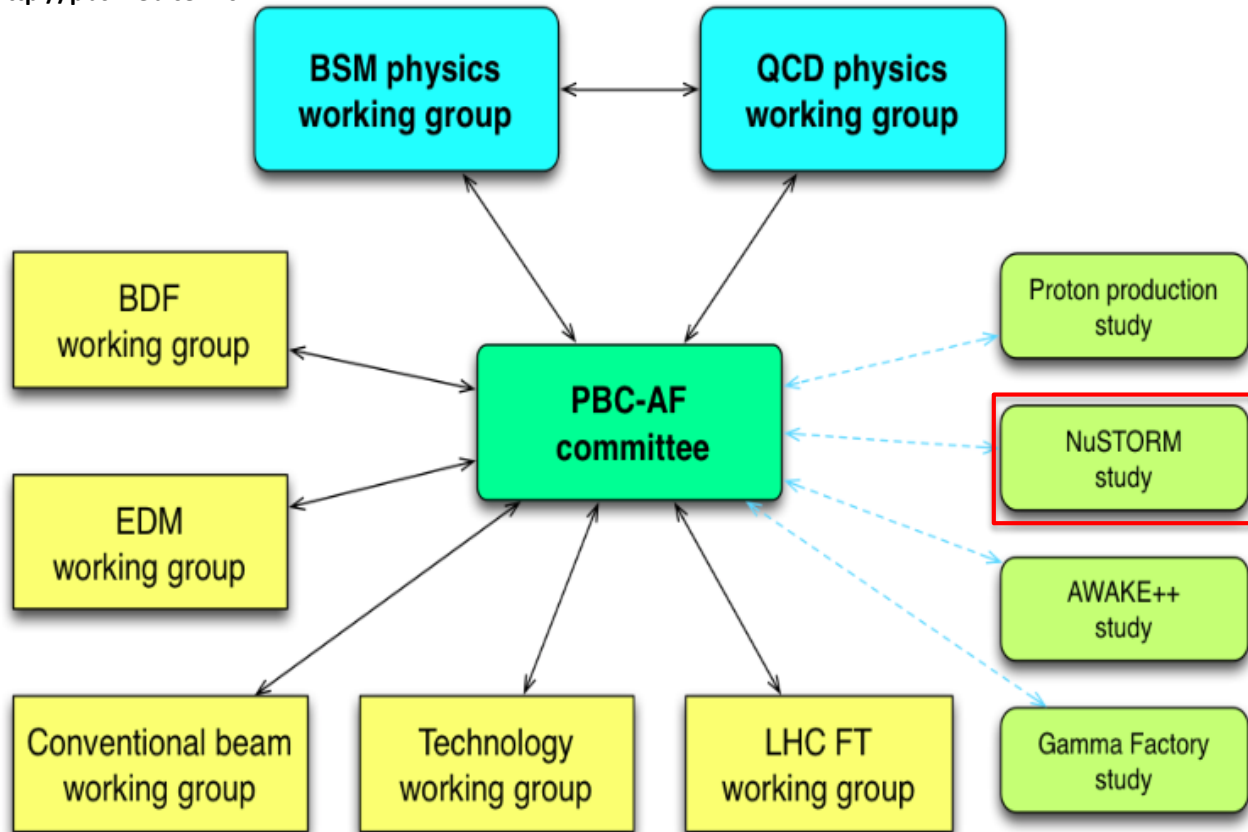 BSM physics
working group
QCD physics
working group
BDF
working group
Proton production
study
PBC-AF
committee
NuSTORM
study
EDM
working group
AWAKE++
study
Conventional beam
working group
Technology
working group
LHC FT
working group
Gamma Factory
study